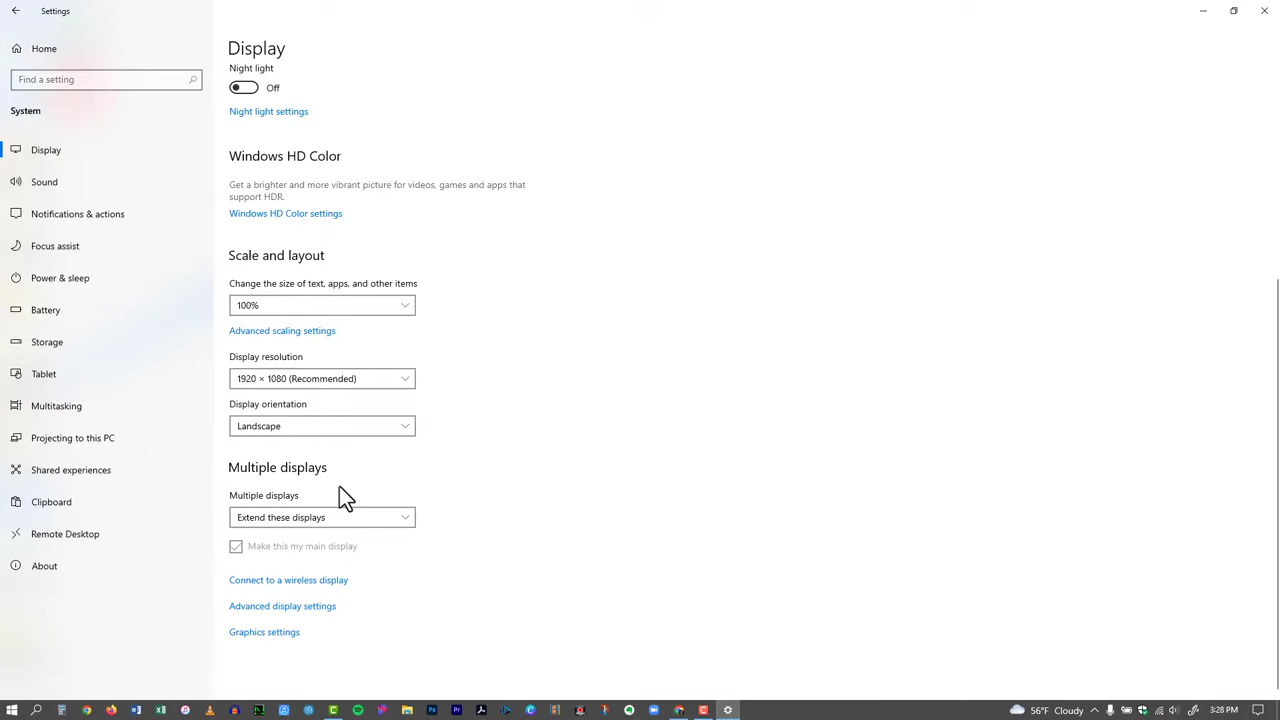 Settings
Home
Find a setting
System
Display
Sound
Notifications & actions
Focus assist
Power & sleep
Battery
Storage
Tablet
Multitasking
Projecting to this PC
Shared experiences
Clipboard
Remote Desktop
About
Display
Night light
Off
Night light settings
Windows HD Color
Get a brighter and more vibrant picture for videos, games and apps that
support HDR.
Windows HD Color settings
Scale and layout
Change the size of text, apps, and other items
100%
Advanced scaling settings
Display resolution
1920 × 1080 (Recommended)
Display orientation
Landscape
Multiple displays
Multiple displays
Extend these displays
Make this my main display
Connect to a wireless display
Advanced display settings
Graphics settings
56°F Cloudy
3:28 PM